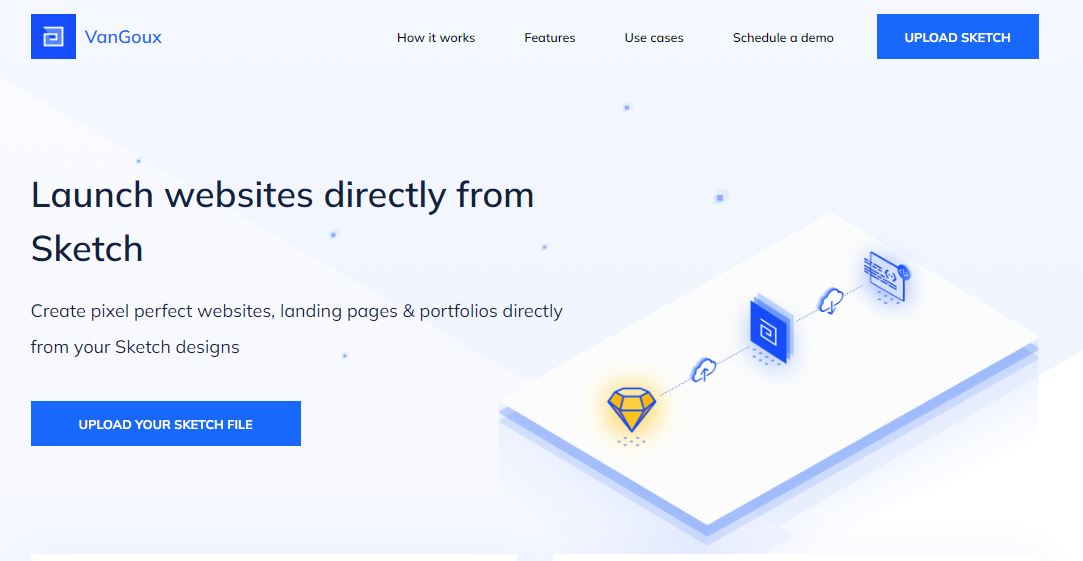 VanGoux
How it works
Features
Use cases
Schedule a demo
UPLOAD SKETCH
Launch websites directly from
Sketch
Create pixel perfect websites, landing pages & portfolios directly
from your Sketch designs
UPLOAD YOUR SKETCH FILE